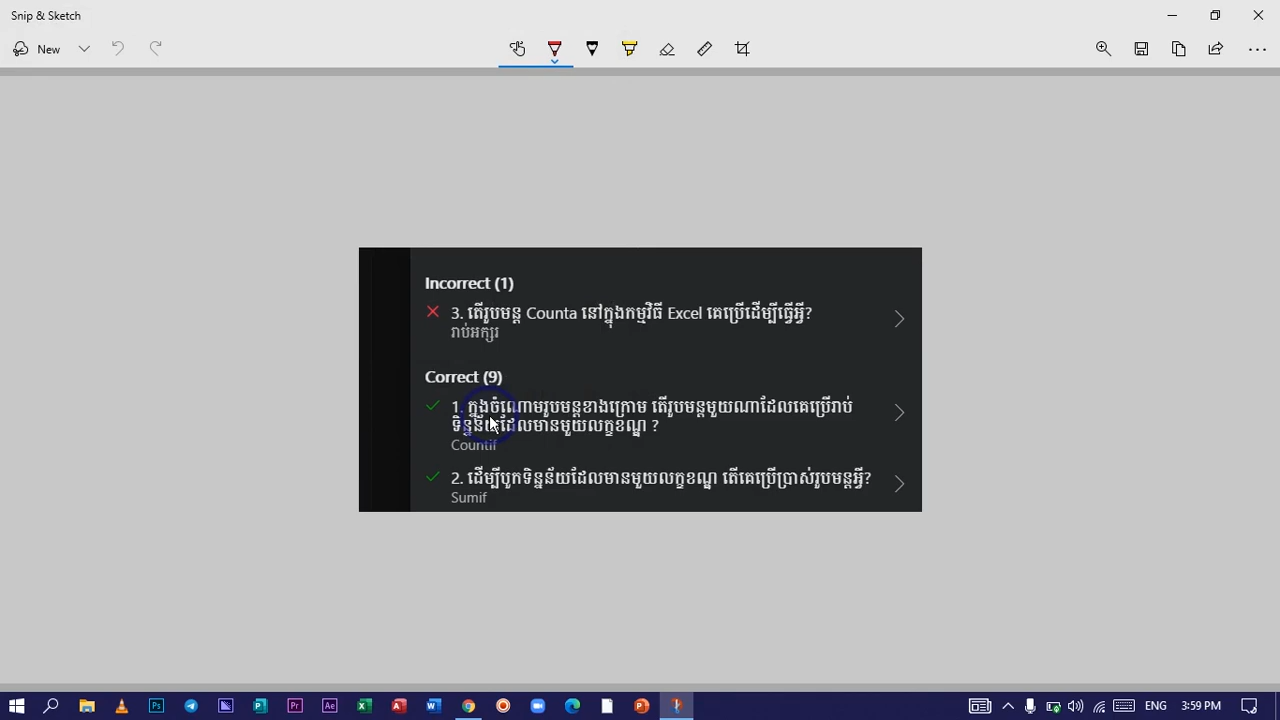 Snip & Sketch
New
Incorrect (1)
3. តើរូបមន្ត Counta នៅក្នុងកម្មវិធី Excel គេប្រើដើម្បីធ្វើអ្វី?
រាប់អក្សរ
Correct (9)
1. ក្នុងចំណោមរូបមន្តខាងក្រោម តើរូបមន្តមួយណាដែលគេប្រើរាប់
ទិន្នន័យដែលមានមួយលក្ខខណ្ឌ ?
Countif
2. ដើម្បីបូកទិន្នន័យដែលមានមួយលក្ខខណ្ឌ តើគេប្រើប្រាស់រូបមន្តអ្វី?
Sumif
ENG
3:59 PM